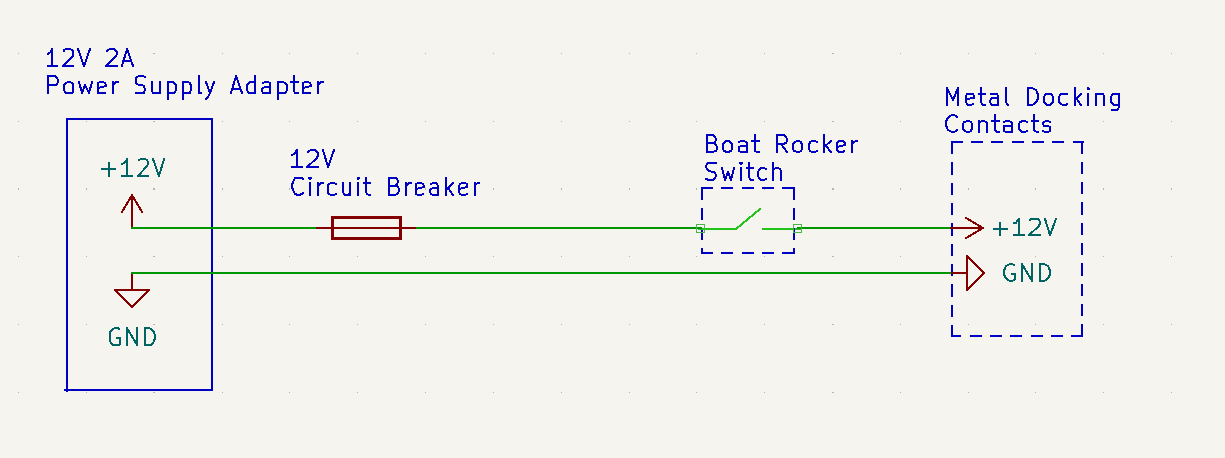 12V 2A
Power Supply Adapter
+12V
GND
12V
Circuit Breaker
Boat Rocker
Switch
Metal Docking
Contacts
+12V
GND